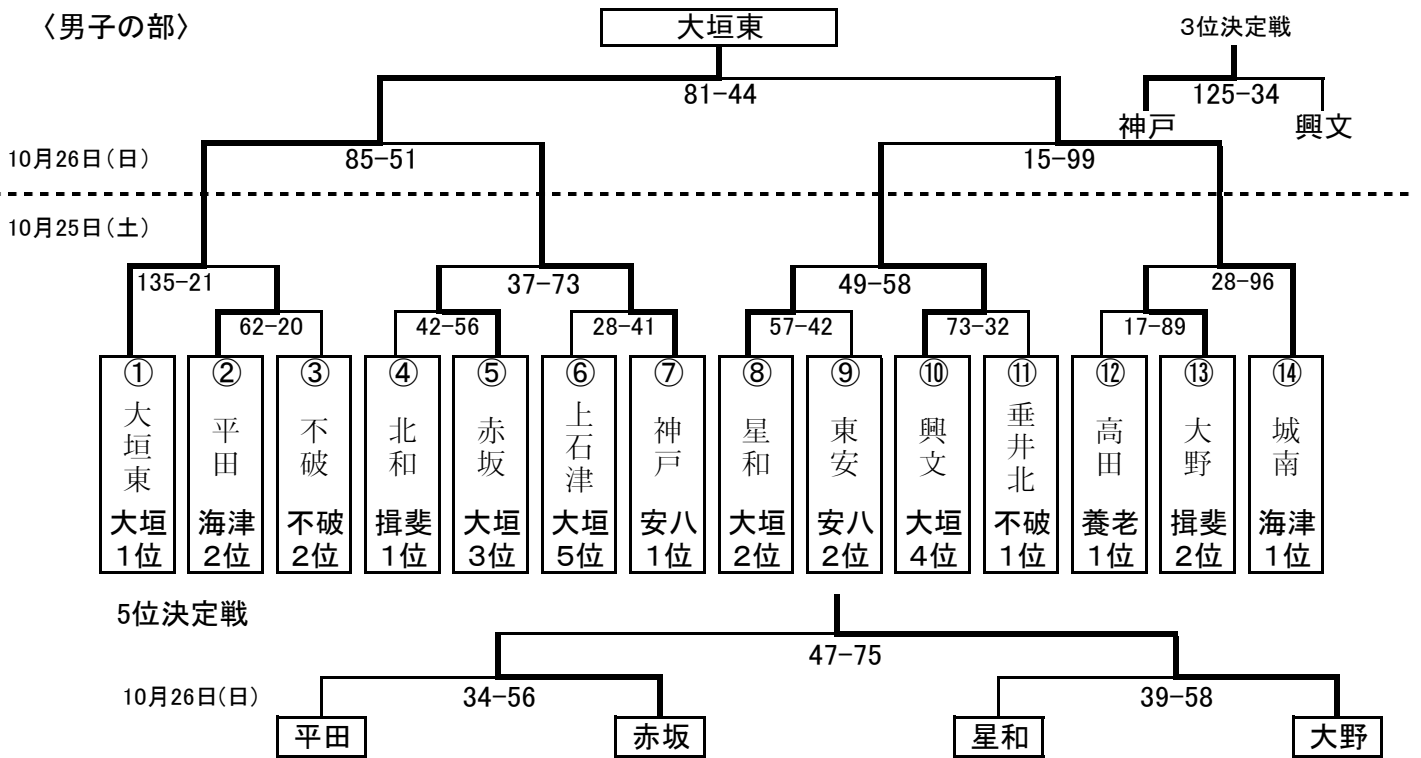 〈男子の部〉
大垣東
3位決定戦
81-44
125-34
神戸
興文
10月26日(日)
85-51
15-99
10月25日(土)
135-21
37-73
49-58
28-96
62-20
42-56
28-41
57-42
73-32
17-89
① 大垣東 大垣 1位
② 平田 海津 2位
③ 不破 不破 2位
④ 北和 揖斐 1位
⑤ 赤坂 大垣 3位
⑥ 上石津 大垣 5位
⑦ 神戸 安八 1位
⑧ 星和 大垣 2位
⑨ 東安 安八 2位
⑩ 興文 大垣 4位
⑪ 垂井北 不破 1位
⑫ 高田 養老 1位
⑬ 大野 揖斐 2位
⑭ 城南 海津 1位
5位決定戦
47-75
10月26日(日)
34-56
39-58
平田
赤坂
星和
大野